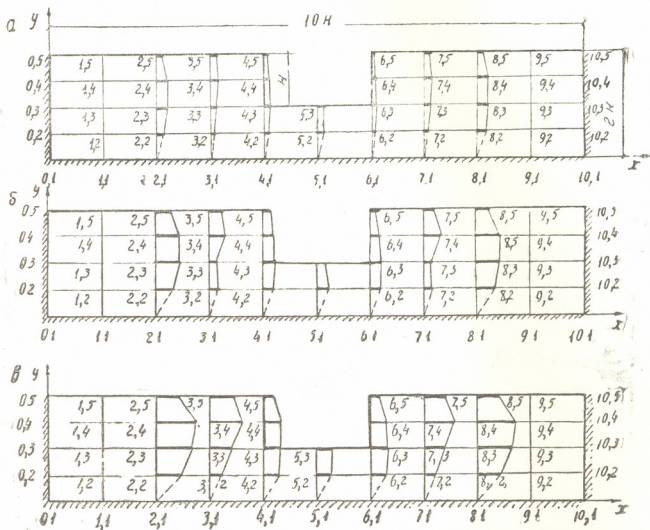 а у 10 н
0,5 1,5 2,5 3,5 4,5 6,5 7,5 8,5 9,5 10,5
0,4 1,4 2,4 3,4 4,4 н 6,4 7,4 8,4 9,4 10,4
0,3 1,3 2,3 3,3 4,3 5,3 6,3 7,3 8,3 9,3 10,3 2 н
0,2 1,2 2,2 3,2 4,2 5,2 6,2 7,2 8,2 9,2 10,2
0,1 1,1 2,1 3,1 4,1 5,1 6,1 7,1 8,1 9,1 10,1 х
б у
0,5 1,5 2,5 3,5 4,5 6,5 7,5 8,5 9,5 10,5
0,4 1,4 2,4 3,4 4,4 6,4 7,4 8,5 9,4 10,4
0,3 1,3 2,3 3,3 4,3 6,3 7,3 8,3 9,3 10,3
0,2 1,2 2,2 3,2 4,2 6,2 7,2 8,2 9,2 10,2
0,1 1,1 2,1 3,1 4,1 5,1 6,1 7,1 8,1 9,1 10,1 х
в у
0,5 1,5 2,5 3,5 4,5 6,5 7,5 8,5 9,5 10,5
0,4 1,4 2,4 3,4 4,4 6,4 7,4 8,4 9,4 10,4
0,3 1,3 2,3 3,3 4,3 5,3 6,3 7,3 8,3 9,3 10,3
0,2 1,2 2,2 3,2 4,2 5,2 6,2 7,2 8,2 9,2 10,2
0,1 1,1 2,1 3,1 4,1 5,1 6,1 7,1 8,1 9,1 10,1 х